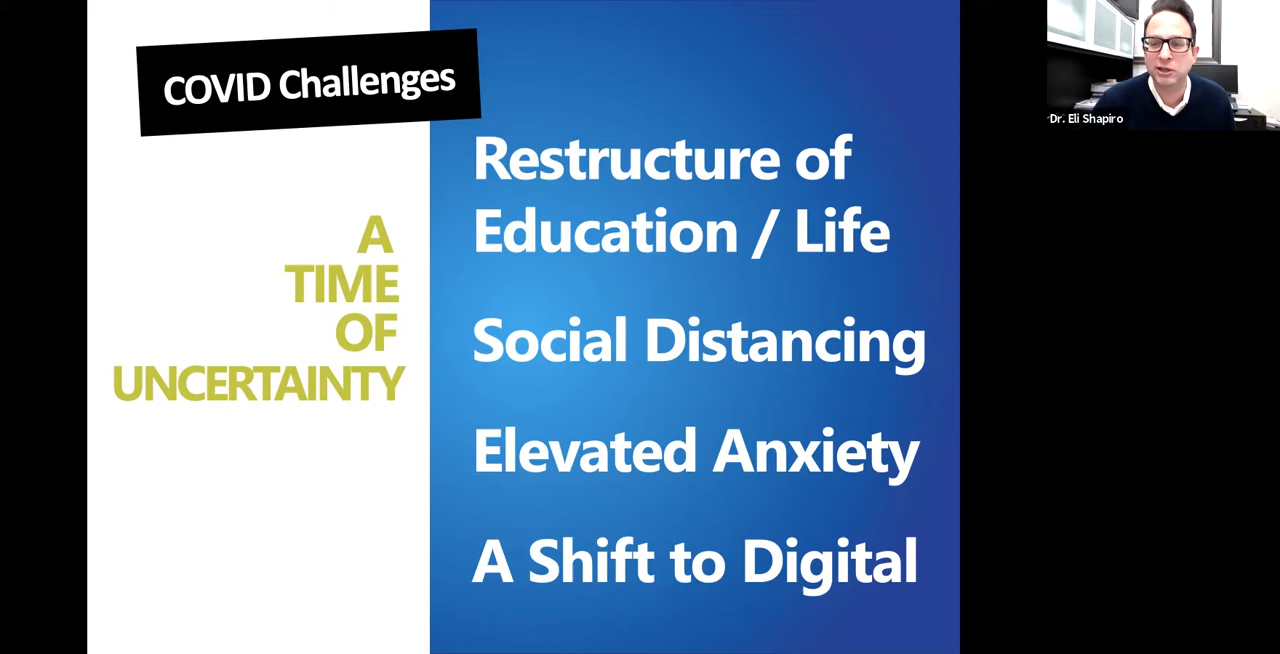 COVID Challenges
A
TIME
OF
UNCERTAINTY
Restructure of
Education / Life
Social Distancing
Elevated Anxiety
A Shift to Digital
Dr. Eli Shapiro